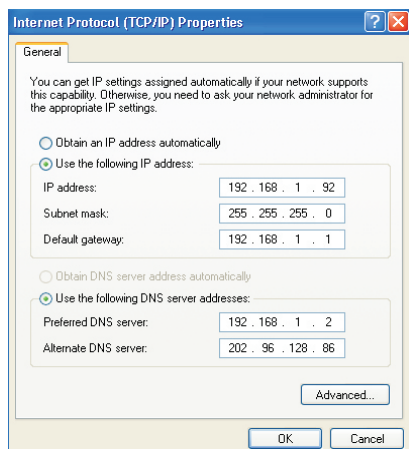 Internet Protocol (TCP/IP) Properties
General
You can get IP settings assigned automatically if your network supports
this capability. Otherwise, you need to ask your network administrator for
the appropriate IP settings.
Obtain an IP address automatically
Use the following IP address:
IP address: 192 . 168 . 1 . 92
Subnet mask: 255 . 255 . 255 . 0
Default gateway: 192 . 168 . 1 . 1
Obtain DNS server address automatically
Use the following DNS server addresses:
Preferred DNS server: 192 . 168 . 1 . 2
Alternate DNS server: 202 . 96 . 128 . 86
Advanced...
OK Cancel